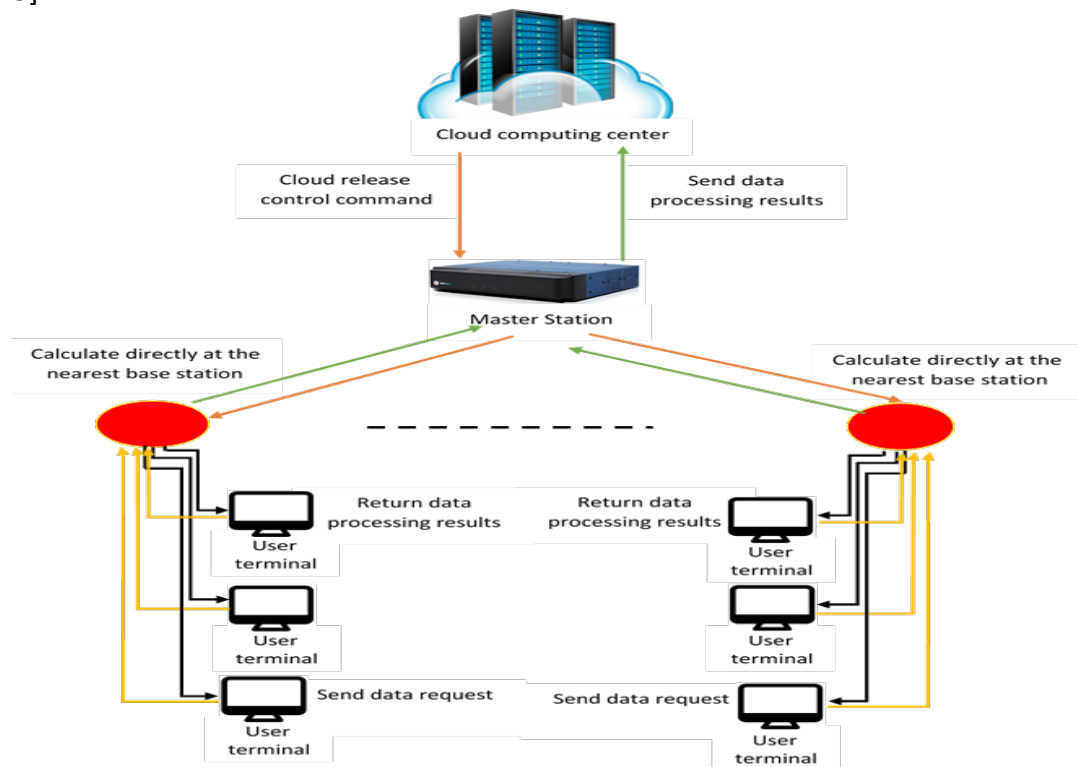 Cloud computing center
Cloud release
control command
Send data
processing results
Master Station
Calculate directly at the
nearest base station
Calculate directly at the
nearest base station
Return data
processing results
Return data
processing results
User
terminal
User
terminal
User
terminal
User
terminal
Send data request
Send data request
User
terminal
User
terminal